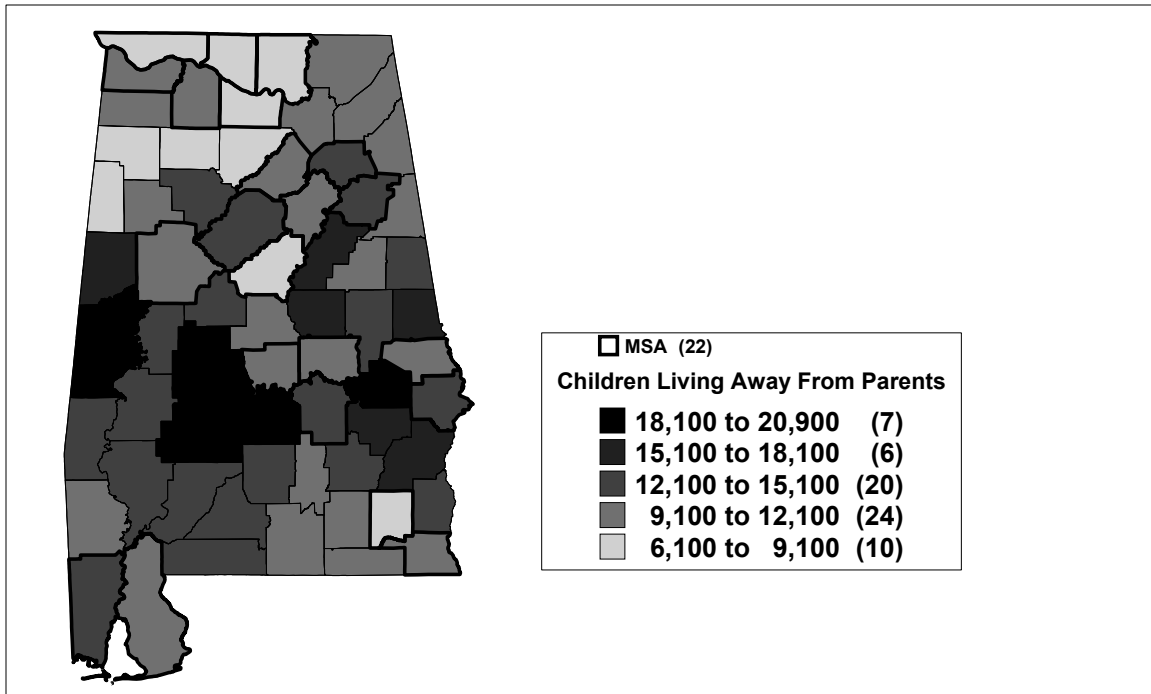 MSA (22)
Children Living Away From Parents
18,100 to 20,900 (7)
15,100 to 18,100 (6)
12,100 to 15,100 (20)
9,100 to 12,100 (24)
6,100 to 9,100 (10)